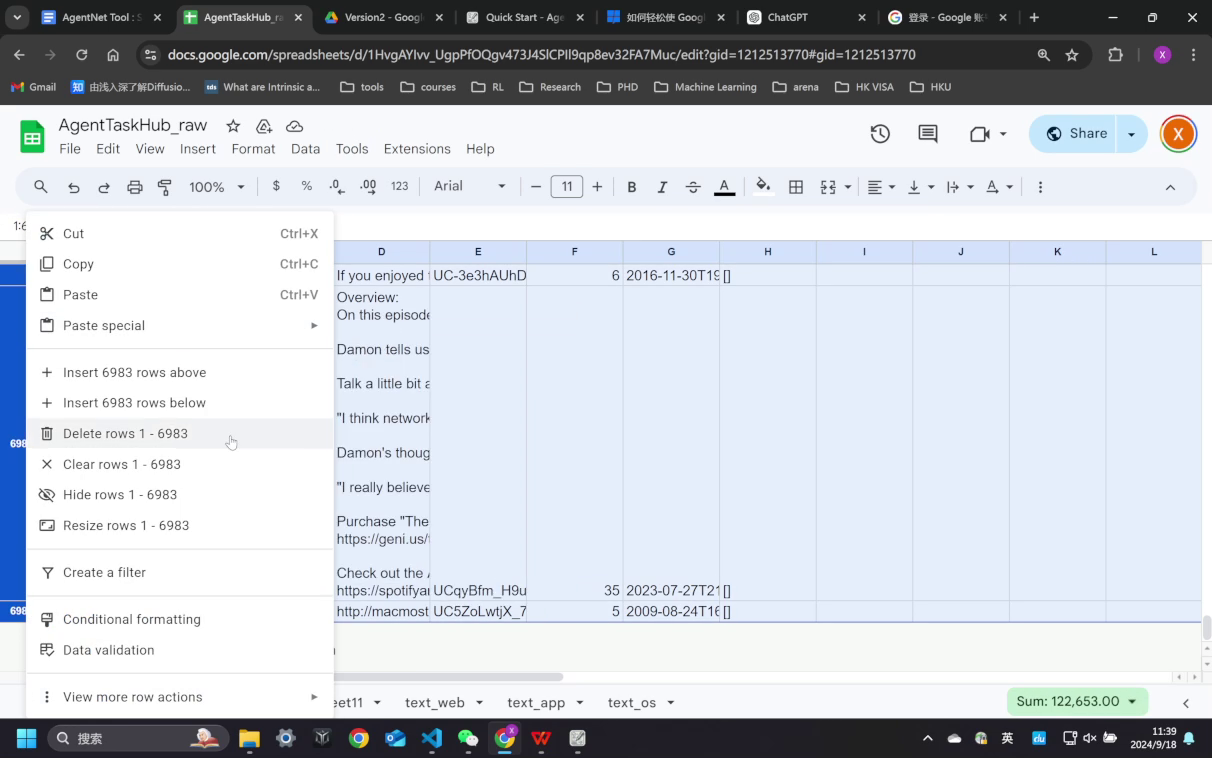 Agent Tool : S
AgentTaskHub_ra
Version2 - Googl
Quick Start - Age
如何轻松使 Googl
ChatGPT
登录 - Google 账
docs.google.com/spreadsheets/d/1HvgAYIvv_UgpPfOQgv473J4SlCPIl9qp8ev32FA7Muc/edit?gid=1212513770#gid=1212513770
X
Gmail
由浅入深了解Diffusio...
What are Intrinsic a...
tools
courses
RL
Research
PHD
Machine Learning
arena
HK VISA
HKU
AgentTaskHub_raw
File Edit View Insert Format Data Tools Extensions Help
Share
X
100%
$ % .0 .00 123
Arial
11
B I A
1:6
Cut Ctrl+X
Copy Ctrl+C
Paste Ctrl+V
Paste special
Insert 6983 rows above
Insert 6983 rows below
Delete rows 1 - 6983
Clear rows 1 - 6983
Hide rows 1 - 6983
Resize rows 1 - 6983
Create a filter
Conditional formatting
Data validation
View more row actions
D E F G H I J K L
If you enjoyed UC-3e3hAUhD 6 2016-11-30T19 []
Overview:
On this episode
Damon tells us
Talk a little bit a
"I think network
698
Damon's thoug
"I really believe
Purchase "The
https://geni.us/
Check out the
https://spotifya UCqyBfm_H9u 35 2023-07-27T21 []
698 http://macmost UC5ZoLwtjX_7 5 2009-08-24T16 []
eet11
text_web
text_app
text_os
Sum: 122,653.00
搜索
英
11:39
2024/9/18